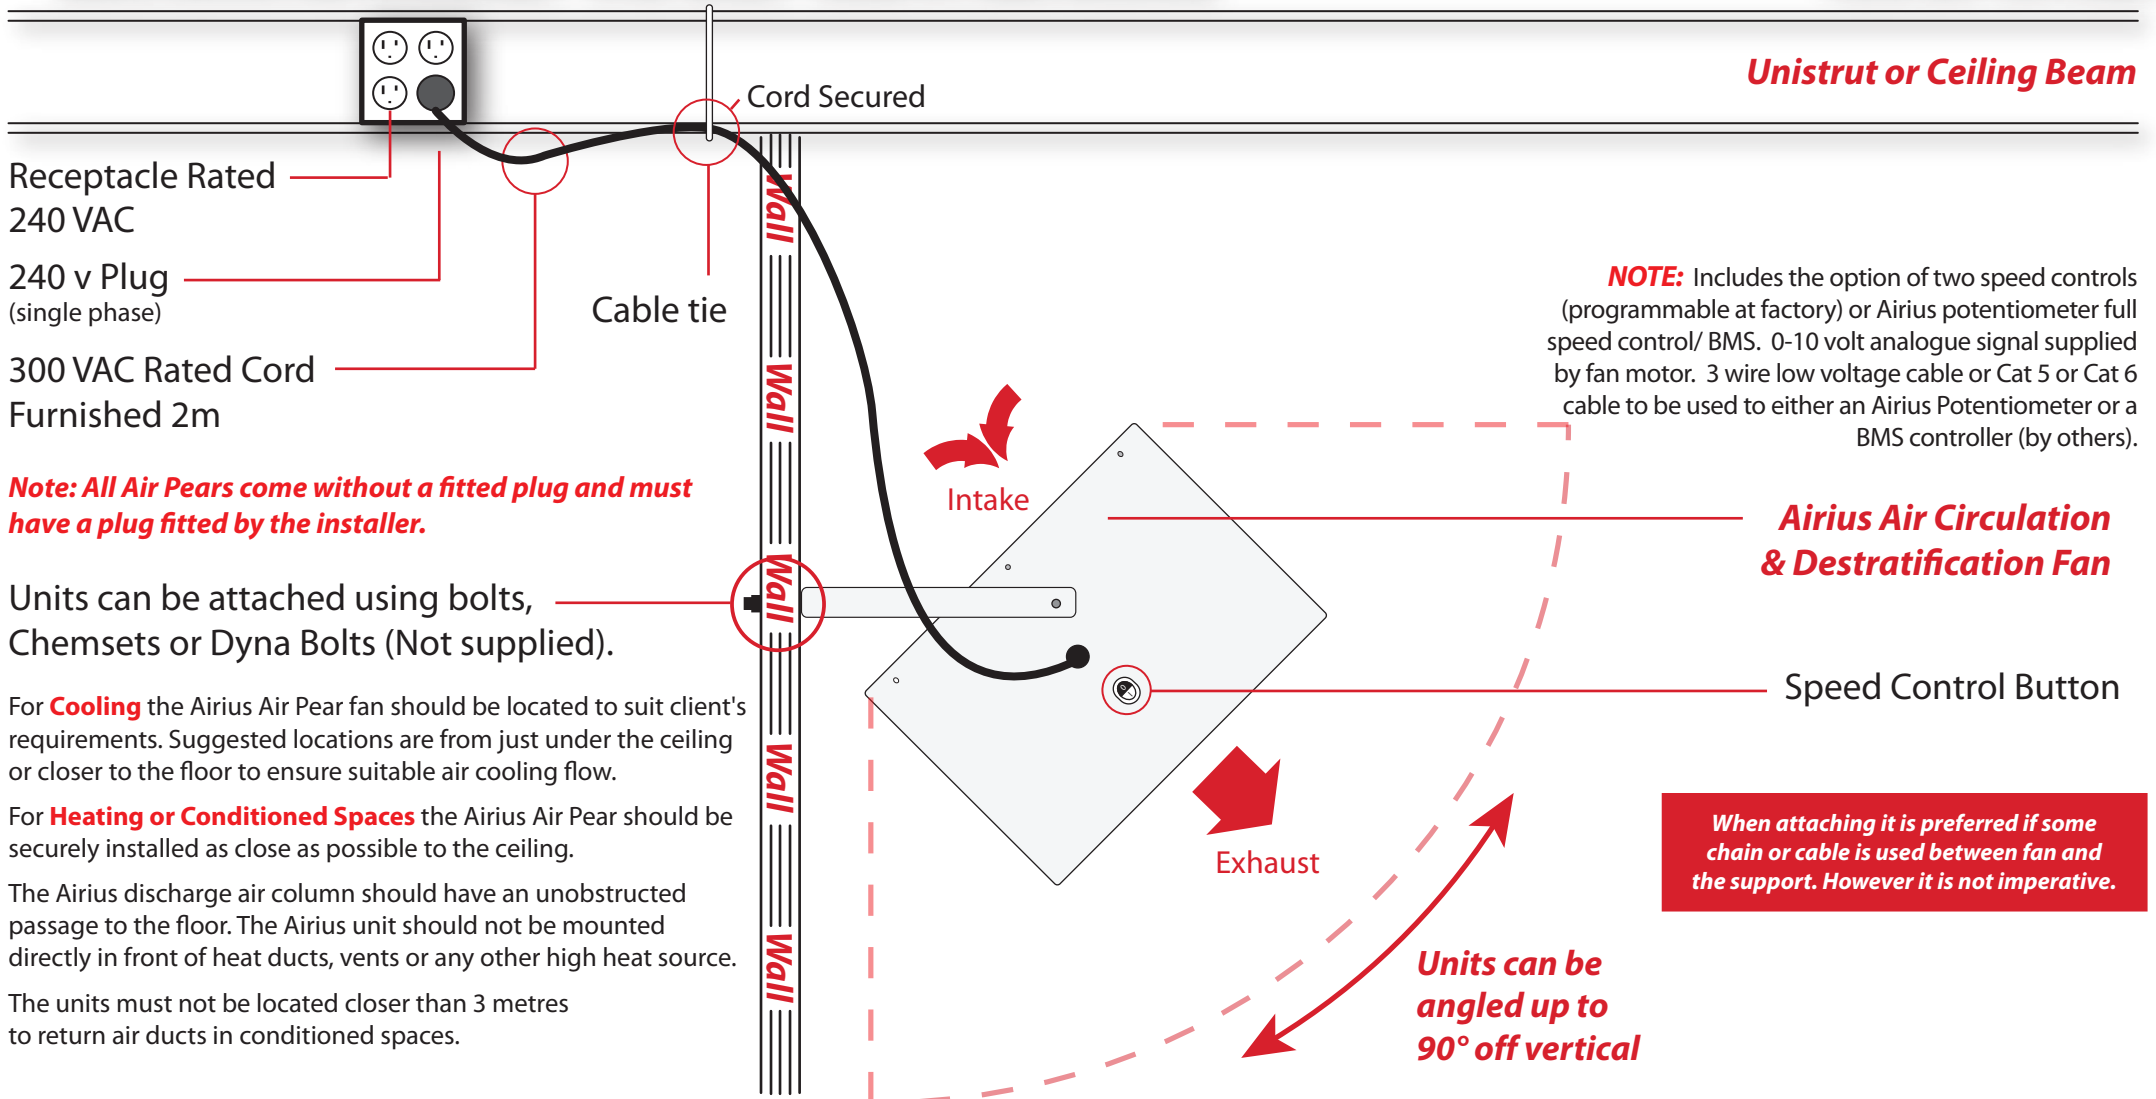 Unistrut or Ceiling Beam
Cord Secured
Receptacle Rated
240 VAC
240 v Plug
(single phase)
300 VAC Rated Cord
Furnished 2m
Cable tie
Note: All Air Pears come without a fitted plug and must
have a plug fitted by the installer.
Units can be attached using bolts,
Chemsets or Dyna Bolts (Not supplied).
For Cooling the Airius Air Pear fan should be located to suit client's
requirements. Suggested locations are from just under the ceiling
or closer to the floor to ensure suitable air cooling flow.
For Heating or Conditioned Spaces the Airius Air Pear should be
securely installed as close as possible to the ceiling.
The Airius discharge air column should have an unobstructed
passage to the floor. The Airius unit should not be mounted
directly in front of heat ducts, vents or any other high heat source.
The units must not be located closer than 3 metres
to return air ducts in conditioned spaces.
Wall
Wall
Wall
Wall
Wall
Intake
Exhaust
NOTE: Includes the option of two speed controls
(programmable at factory) or Airius potentiometer full
speed control/ BMS. 0-10 volt analogue signal supplied
by fan motor. 3 wire low voltage cable or Cat 5 or Cat 6
cable to be used to either an Airius Potentiometer or a
BMS controller (by others).
Airius Air Circulation
& Destratification Fan
Speed Control Button
When attaching it is preferred if some
chain or cable is used between fan and
the support. However it is not imperative.
Units can be
angled up to
90° off vertical